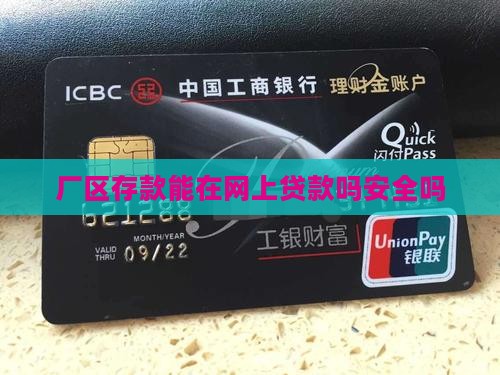 ICBC 中国工商银行 理财金账户
Quick
闪付Pass
厂区存款能在网上贷款吗安全吗
621288
MONTH/YEAR
VALID THRU 09/22
工银财富
UnionPay
银联